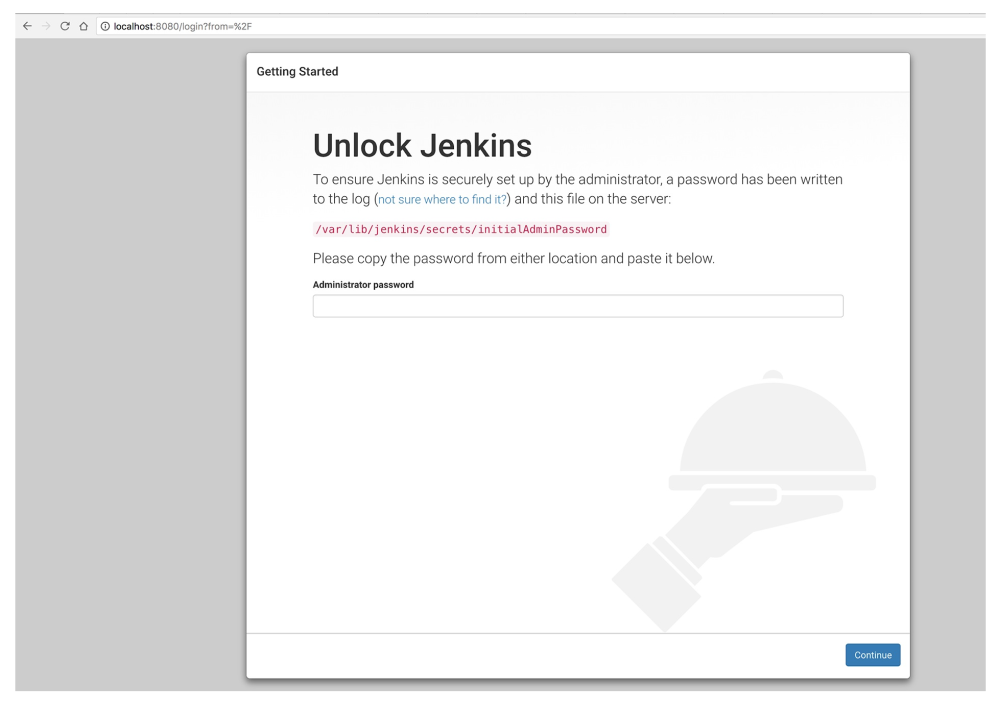 localhost:8080/login?from=%2F
Getting Started
Unlock Jenkins
To ensure Jenkins is securely set up by the administrator, a password has been written
to the log (not sure where to find it?) and this file on the server:
/var/lib/jenkins/secrets/initialAdminPassword
Please copy the password from either location and paste it below.
Administrator password
Continue